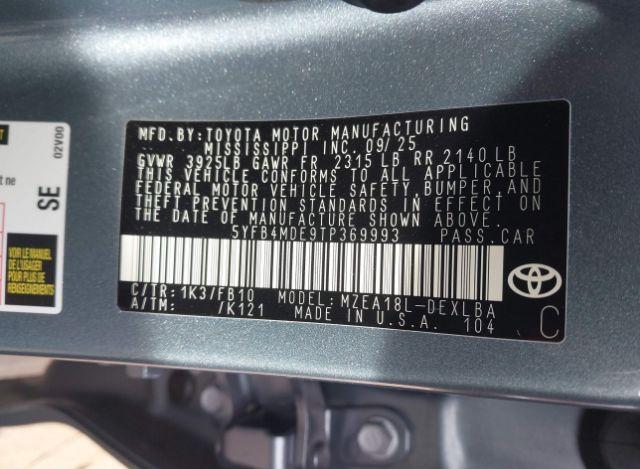 MFD.BY: TOYOTA MOTOR MANUFACTURING
MISSISSIPPI, INC. 09/25
GVWR 3925LB GAWR FR 2315 LB RR 2140 LB
THIS VEHICLE CONFORMS TO ALL APPLICABLE
FEDERAL MOTOR VEHICLE SAFETY, BUMPER, AND
THEFT PREVENTION STANDARDS IN EFFECT ON
THE DATE OF MANUFACTURE SHOWN ABOVE.
5YFB4MDE9TP369993 PASS.CAR
C/TR: 1K3/FB10 MODEL: MZEA18L-DEXLBA
A/TM: /K121 MADE IN U.S.A. 104
C
02V00
SE
t ne
VOIR LE MANUEL
DE L'USAGER
POUR PLUS DE
RENSEIGNEMENTS